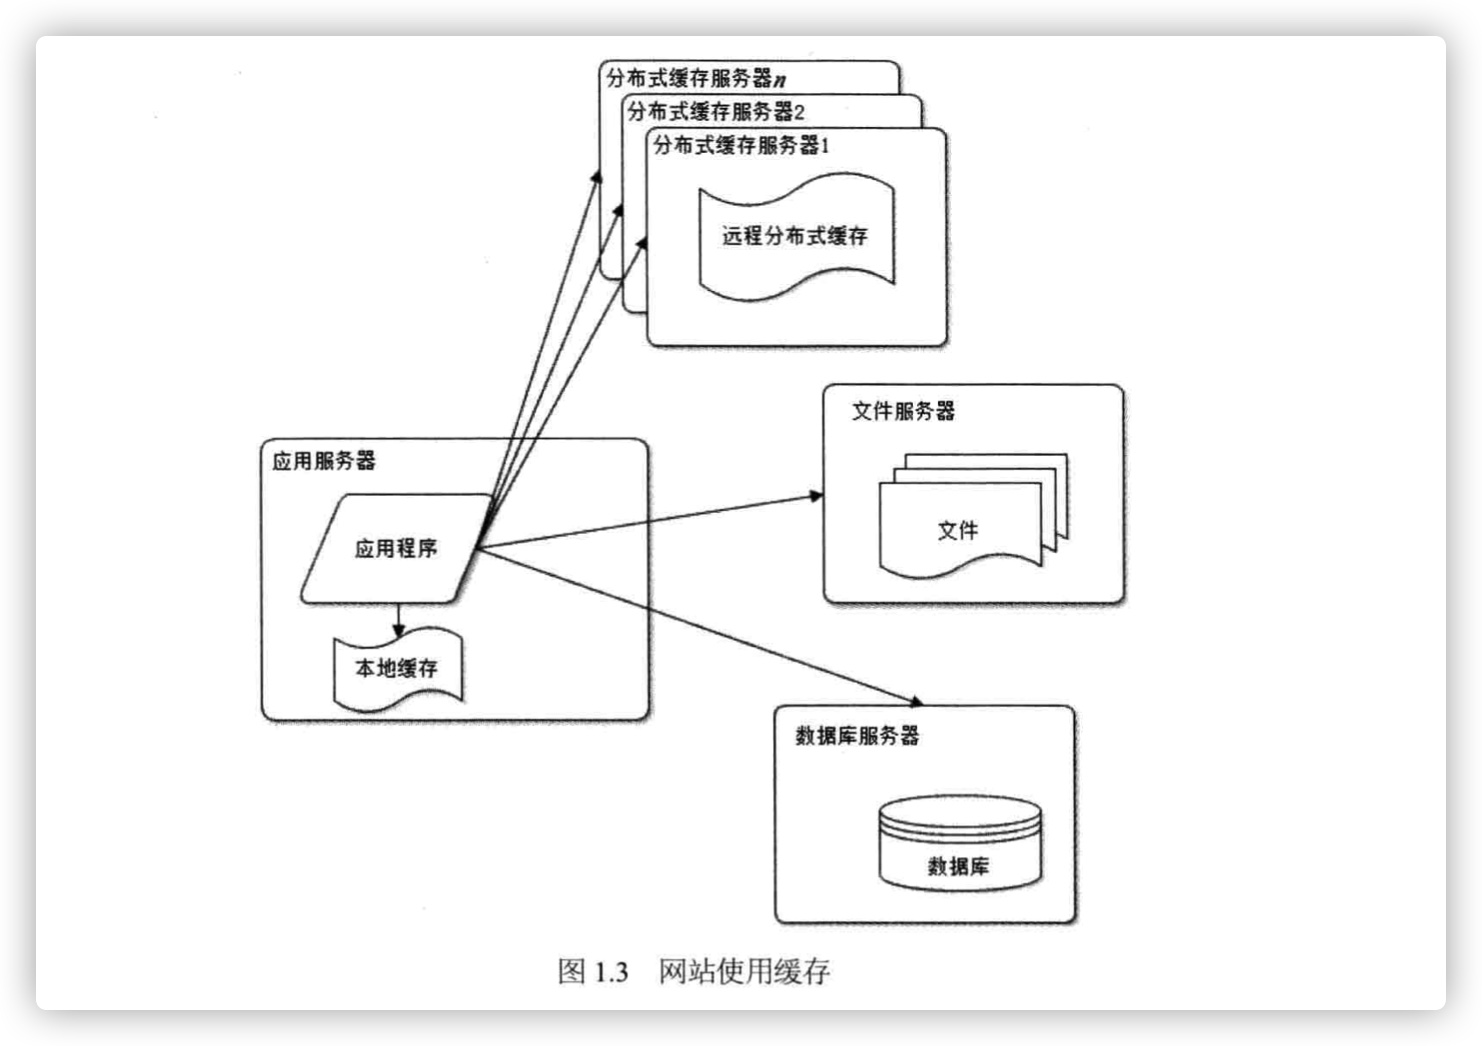 分布式缓存服务器n
分布式缓存服务器2
分布式缓存服务器1
远程分布式缓存
文件服务器
文件
应用服务器
应用程序
本地缓存
数据库服务器
数据库
图 1.3 网站使用缓存